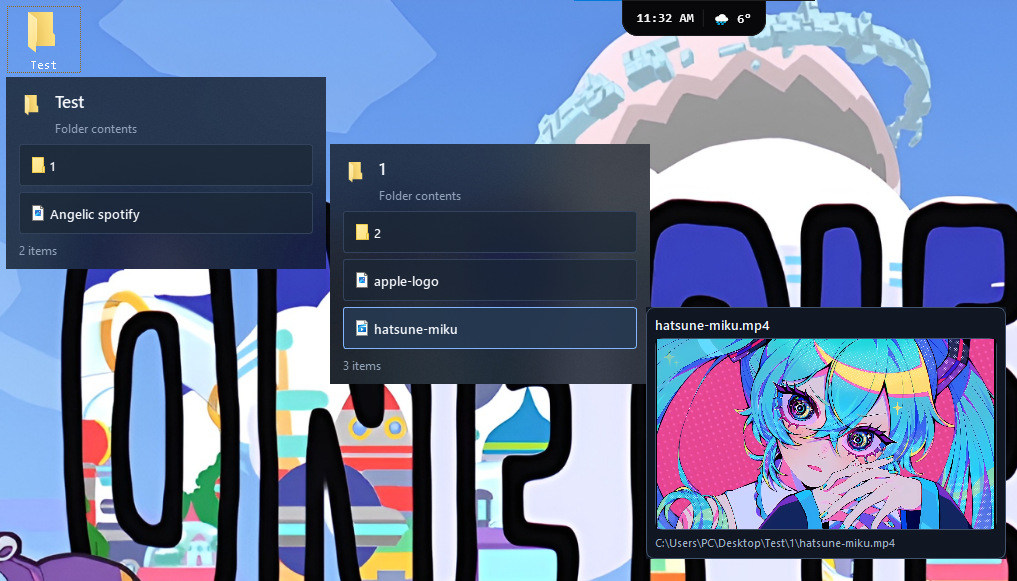 11:32 AM 6°
Test
Test
Folder contents
1
Angelic spotify
2 items
1
Folder contents
2
apple-logo
hatsune-miku
3 items
hatsune-miku.mp4
C:\Users\PC\Desktop\Test\1\hatsune-miku.mp4